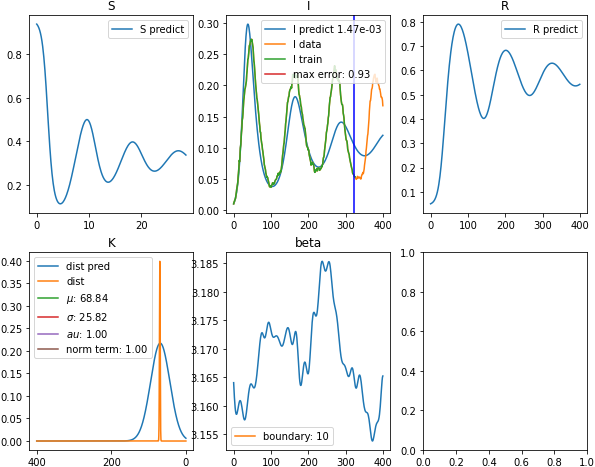 S
I
R
S predict
I predict 1.47e-03
I data
I train
max error: 0.93
R predict
0.8
0.6
0.4
0.2
0.30
0.25
0.20
0.15
0.10
0.05
0.00
0.8
0.7
0.6
0.5
0.4
0.3
0.2
0.1
0 10 20
0 100 200 300 400
0 100 200 300 400
K
beta
dist pred
dist
μ: 68.84
σ: 25.82
au: 1.00
norm term: 1.00
boundary: 10
0.40
0.35
0.30
0.25
0.20
0.15
0.10
0.05
0.00
3.185
3.180
3.175
3.170
3.165
3.160
3.155
1.0
0.8
0.6
0.4
0.2
0.0
400 200 0
0 100 200 300 400
0.0 0.2 0.4 0.6 0.8 1.0